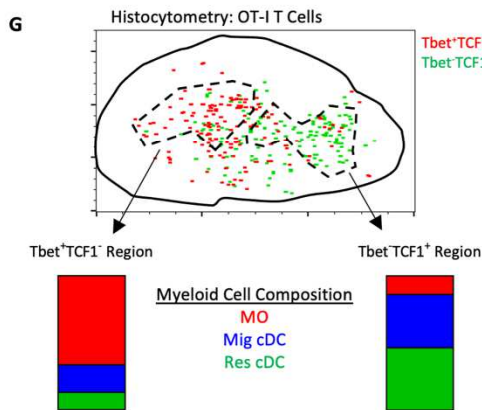 G
Histocytometry: OT-I T Cells
Tbet⁺TCF
Tbet⁻TCF1
Tbet⁺TCF1⁻ Region
Tbet⁻TCF1⁺ Region
Myeloid Cell Composition
MO
Mig cDC
Res cDC